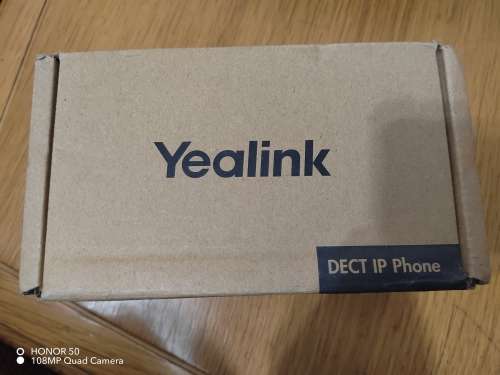 Yealink
DECT IP Phone
HONOR 50
108MP Quad Camera